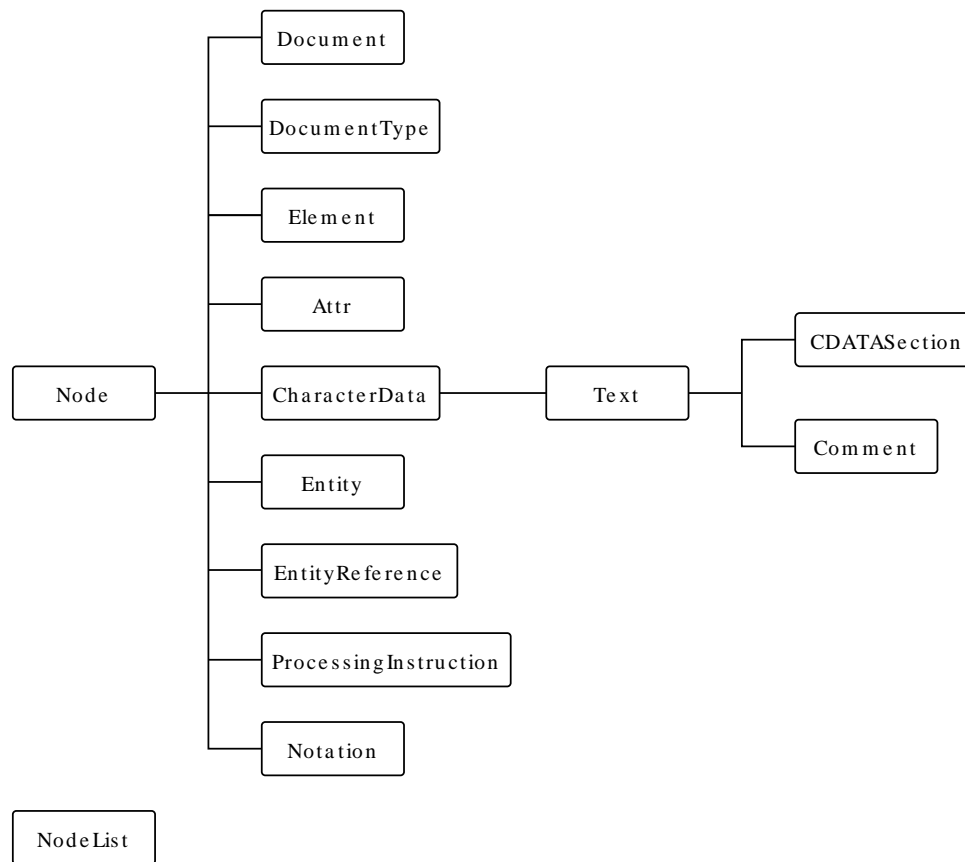 Document
DocumentType
Element
Attr
CDATASection
Node
CharacterData
Text
Comment
Entity
EntityReference
ProcessingInstruction
Notation
NodeList